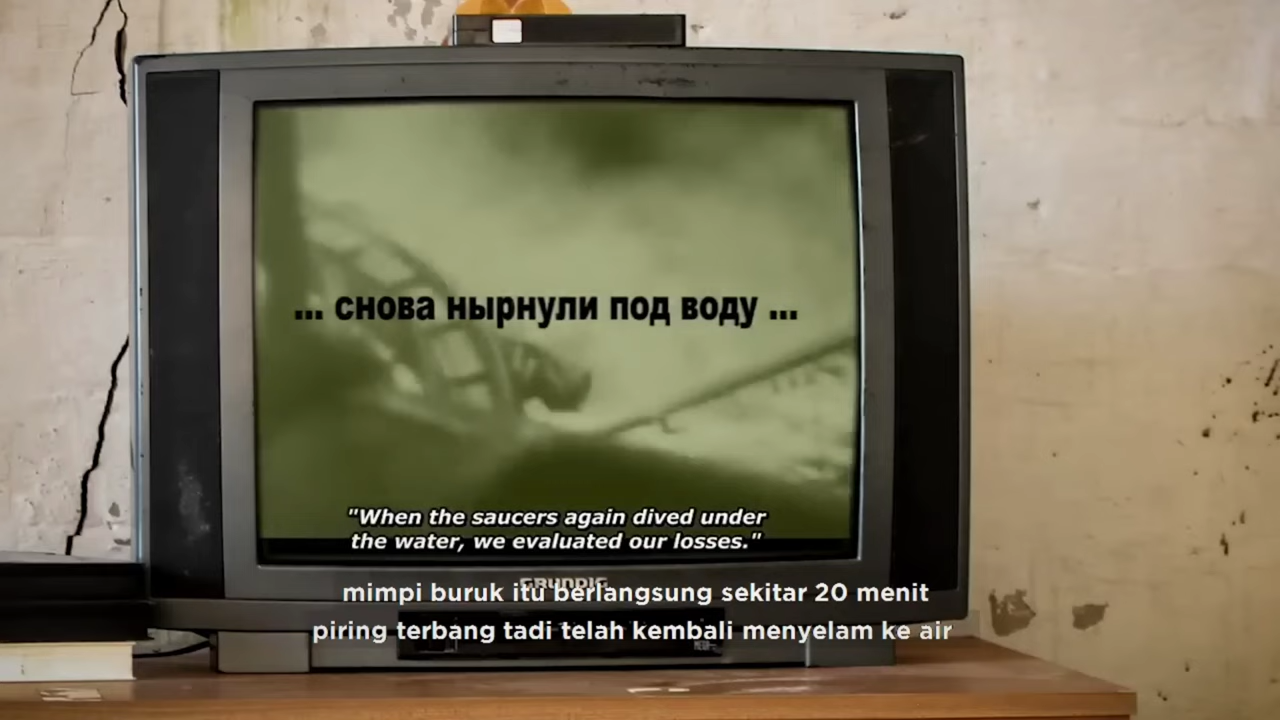 ... снова нырнули под воду ...
"When the saucers again dived under
the water, we evaluated our losses."
GRUNDIG
mimpi buruk itu berlangsung sekitar 20 menit
piring terbang tadi telah kembali menyelam ke air